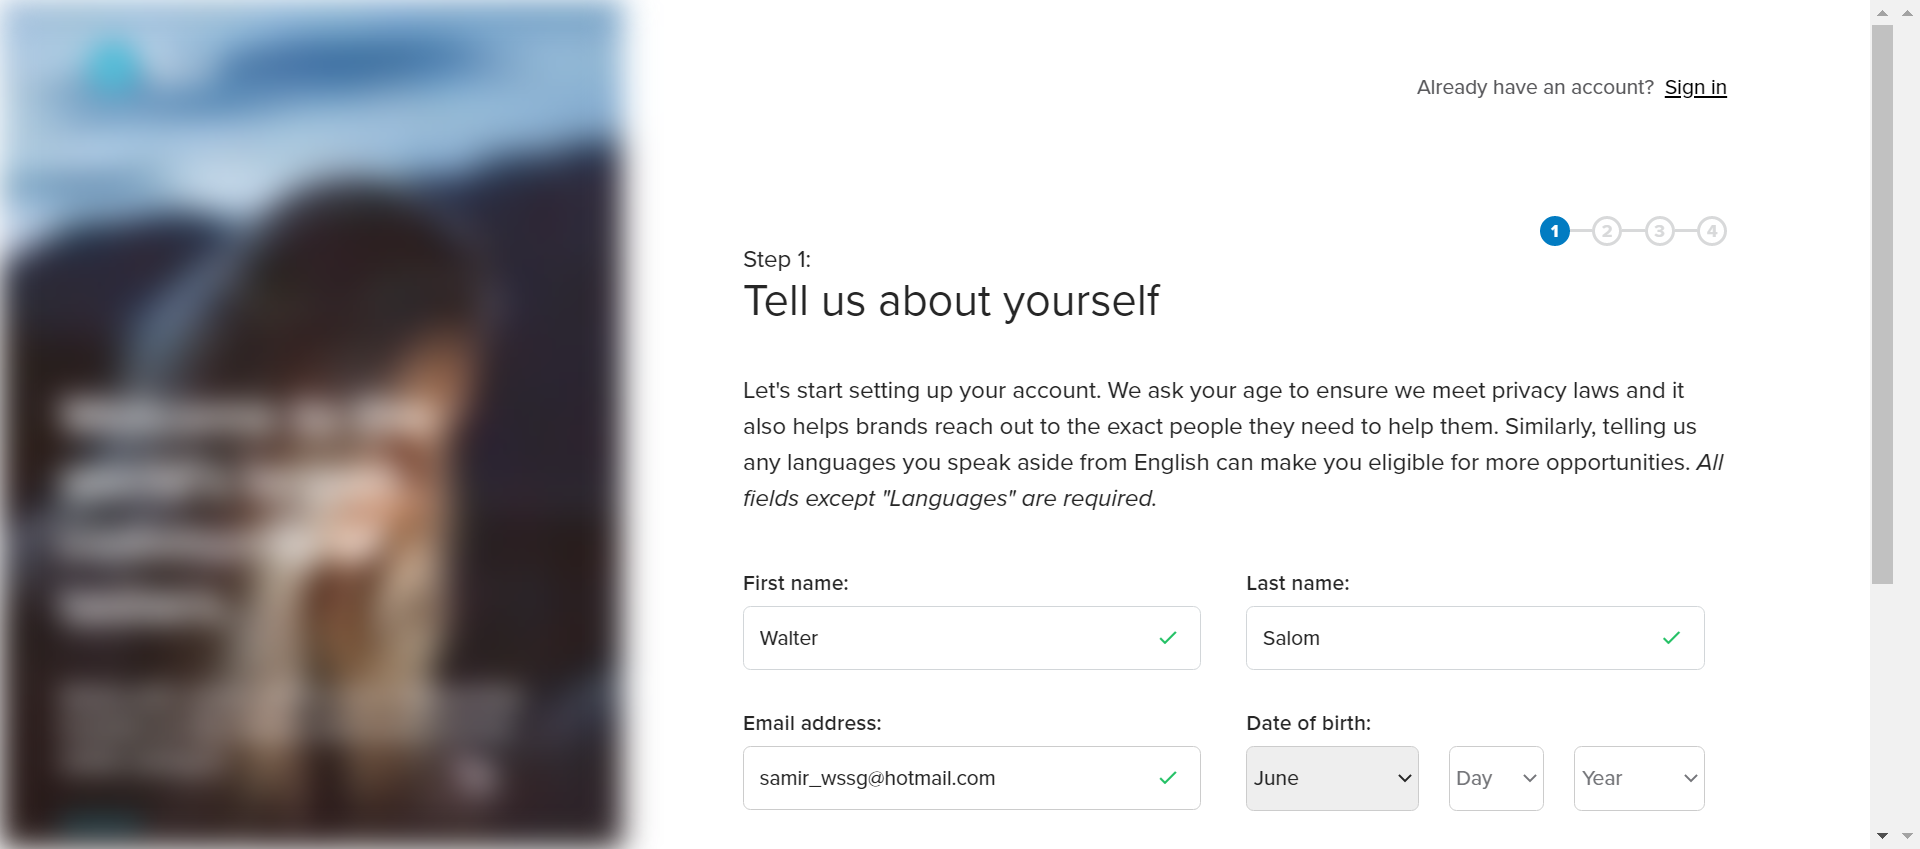 Already have an account? Sign in
1 2 3 4
Step 1:
Tell us about yourself
Let's start setting up your account. We ask your age to ensure we meet privacy laws and it
also helps brands reach out to the exact people they need to help them. Similarly, telling us
any languages you speak aside from English can make you eligible for more opportunities. All
fields except "Languages" are required.
First name: Last name:
Walter Salom
Email address: Date of birth:
samir_wssg@hotmail.com June Day Year